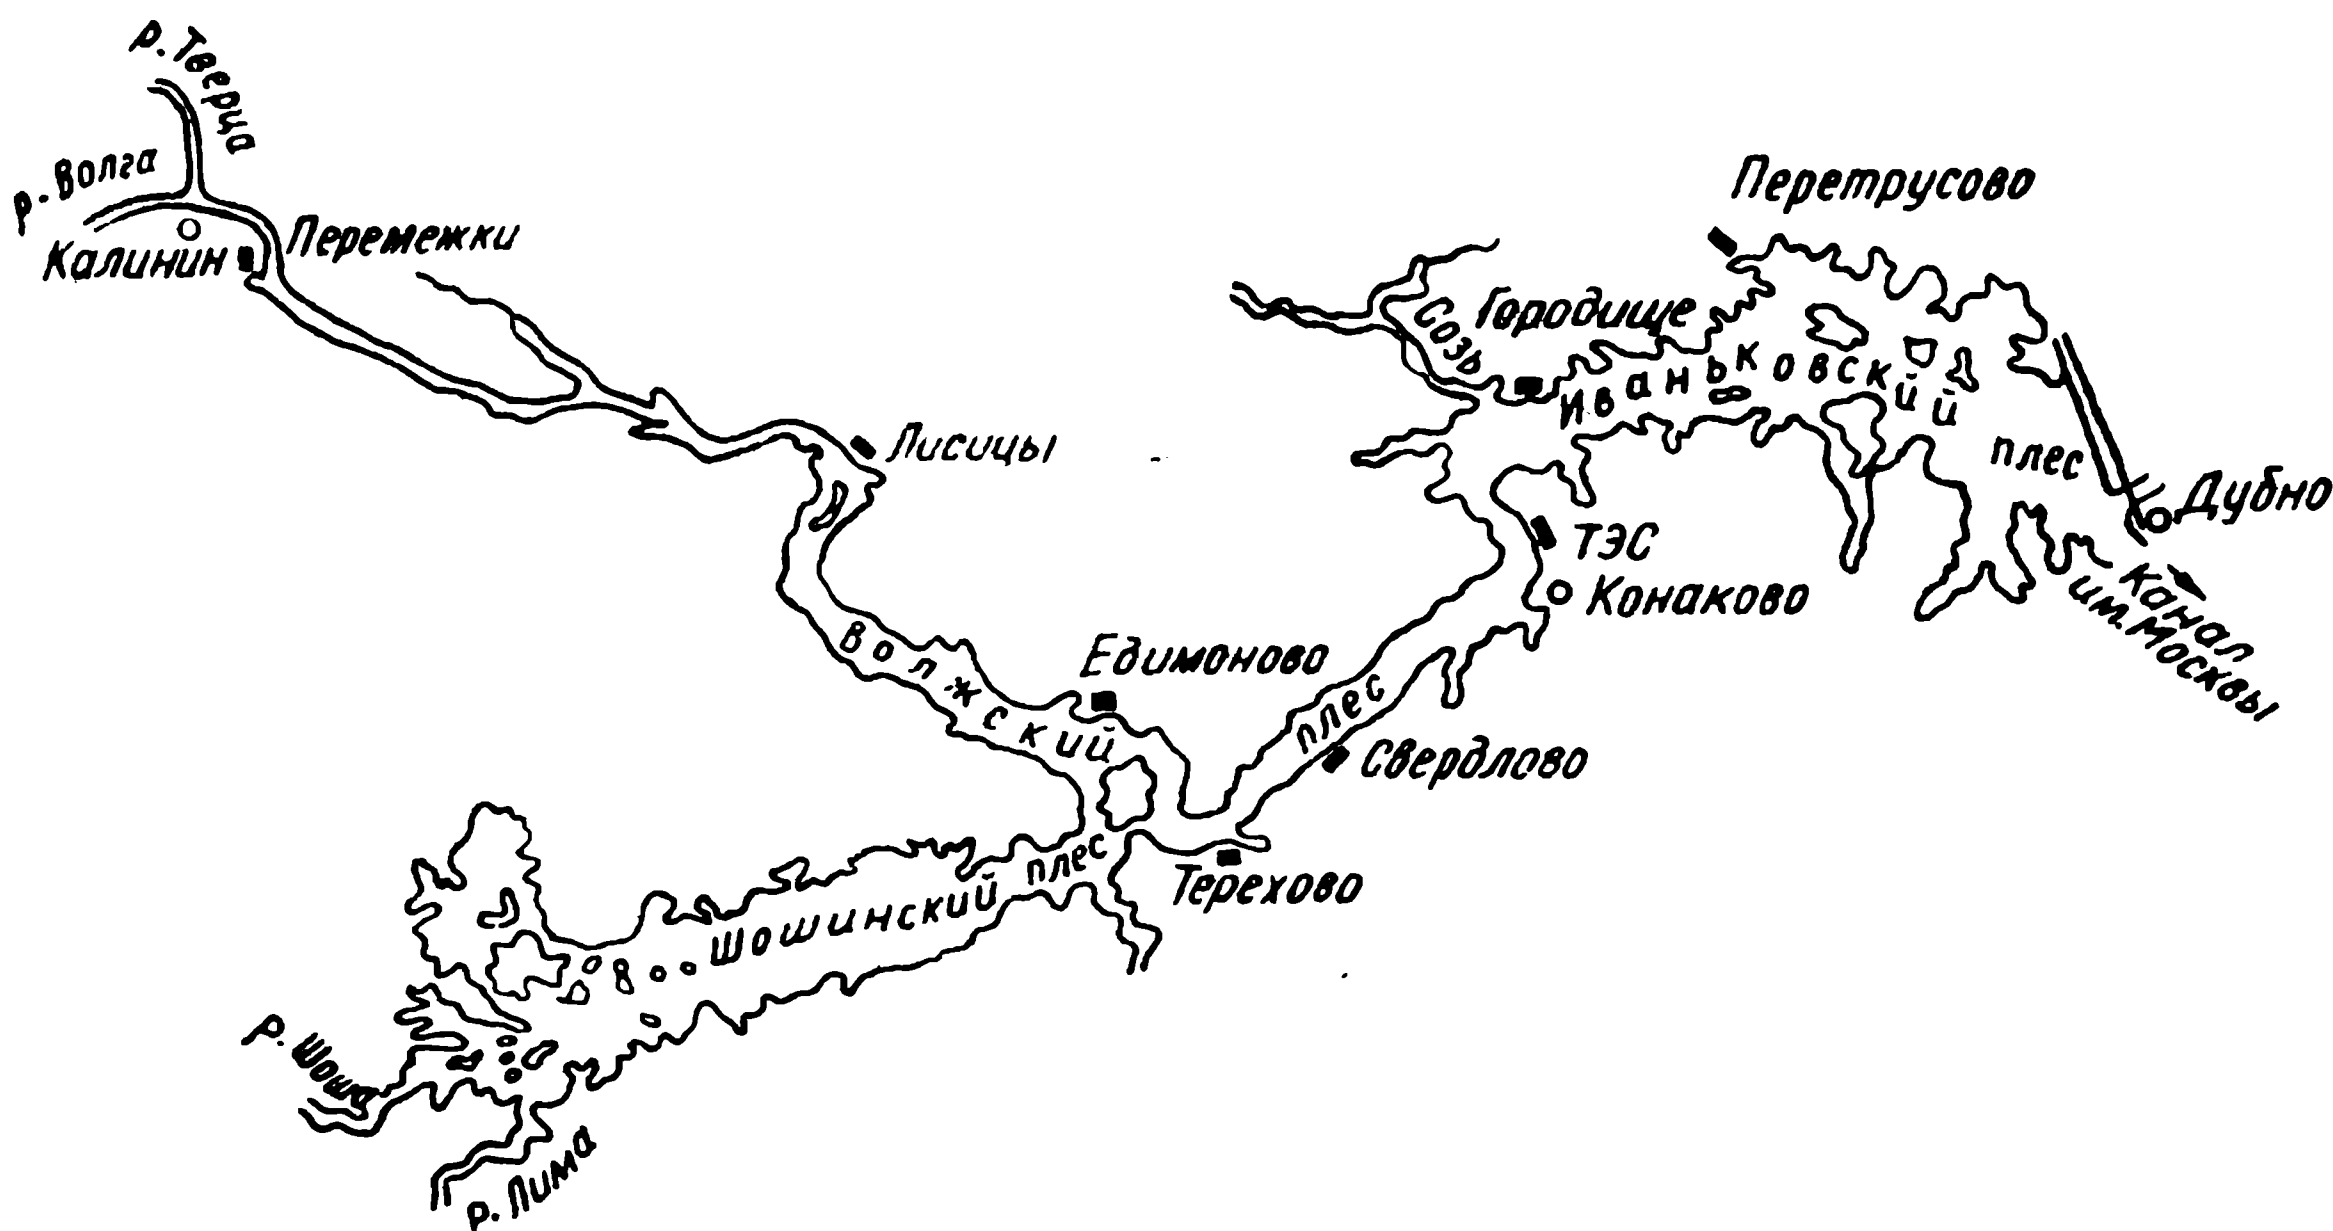 р. Тверца
р. Волга
Калинин
Перемежки
Лисицы
Волжский
плес
Едимоново
Свердлово
Терехово
Шошинский плес
р. Шоша
р. Лима
Созь
Городище
Перетрусово
Иваньковский
плес
ТЭС
Конаково
Дубно
Канал
им. Москвы